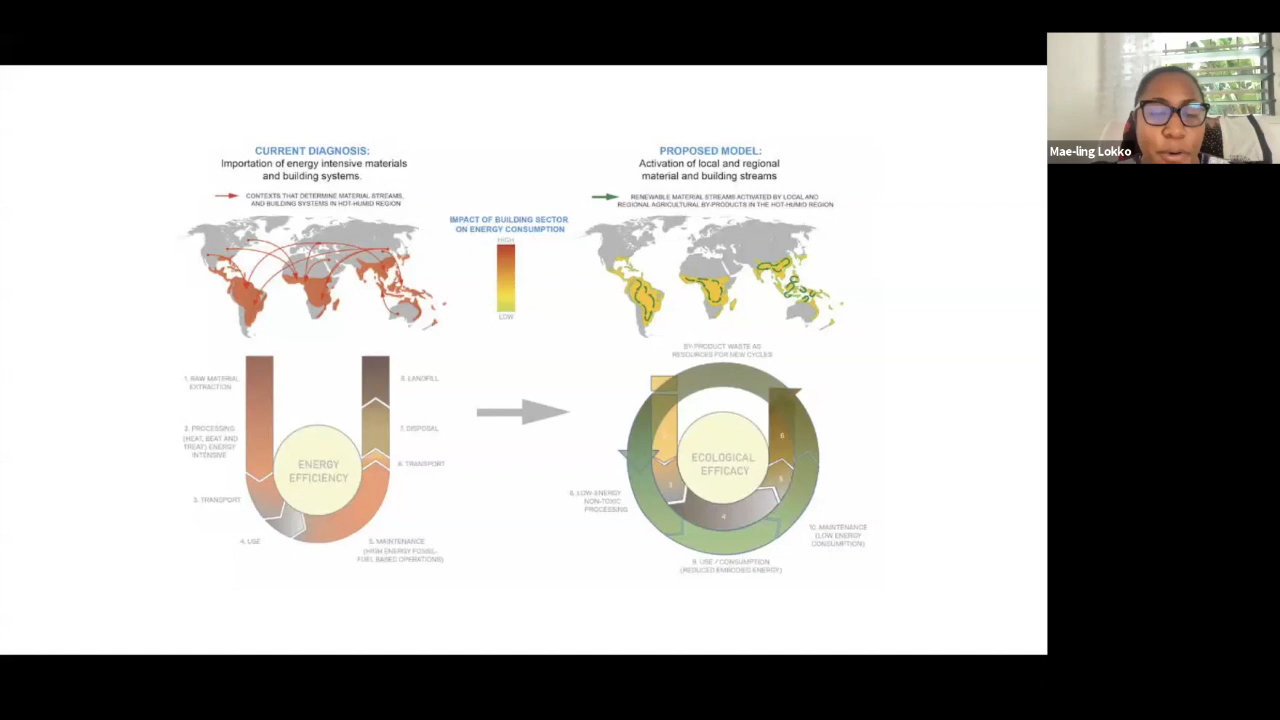 CURRENT DIAGNOSIS:
Importation of energy intensive materials
and building systems.
CONTEXTS THAT DETERMINE MATERIAL STREAMS,
AND BUILDING SYSTEMS IN HOT-HUMID REGION
IMPACT OF BUILDING SECTOR
ON ENERGY CONSUMPTION
HIGH
LOW
PROPOSED MODEL:
Activation of local and regional
material and building streams
RENEWABLE MATERIAL STREAMS ACTIVATED BY LOCAL AND
REGIONAL AGRICULTURAL BY-PRODUCTS IN THE HOT-HUMID REGION
1. RAW MATERIAL
EXTRACTION
2. PROCESSING
(HEAT, BEAT AND
TREAT) ENERGY
INTENSIVE
3. TRANSPORT
4. USE
5. MAINTENANCE
(HIGH ENERGY FOSSIL-
FUEL BASED OPERATIONS)
6. TRANSPORT
7. DISPOSAL
8. LANDFILL
ENERGY
EFFICIENCY
BY-PRODUCT WASTE AS
RESOURCES FOR NEW CYCLES
ECOLOGICAL
EFFICACY
3
4
5
6
8. LOW-ENERGY
NON-TOXIC
PROCESSING
9. USE / CONSUMPTION
(REDUCED EMBODIED ENERGY)
10. MAINTENANCE
(LOW ENERGY
CONSUMPTION)
Mae-ling Lokko